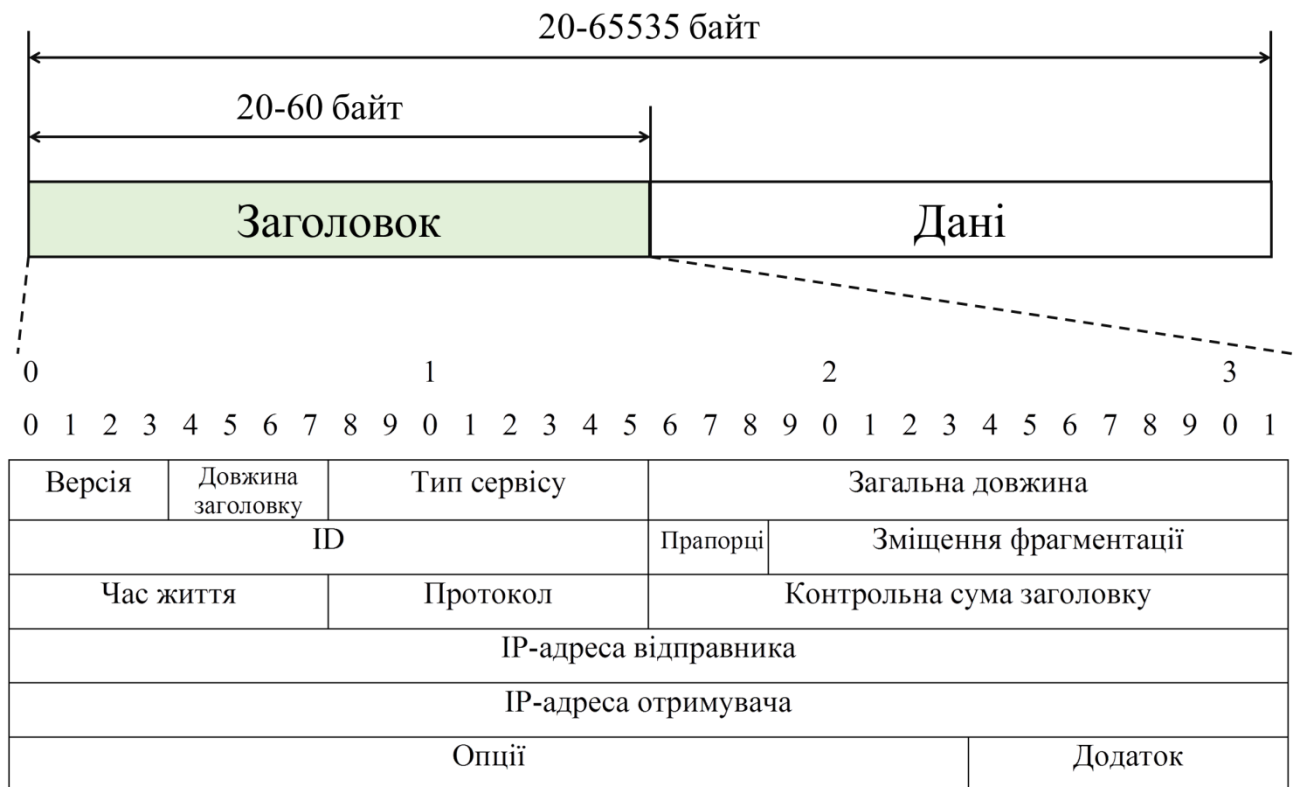 20-65535 байт
20-60 байт
Заголовок Дані
0 1 2 3
0 1 2 3 4 5 6 7 8 9 0 1 2 3 4 5 6 7 8 9 0 1 2 3 4 5 6 7 8 9 0 1
Версія Довжина заголовку Тип сервісу Загальна довжина
ID Прапорці Зміщення фрагментації
Час життя Протокол Контрольна сума заголовку
IP-адреса відправника
IP-адреса отримувача
Опції Додаток